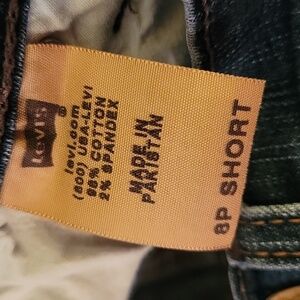 Levi's
®
levi.com
(800) USA-LEVI
98% COTTON
2% SPANDEX
MADE IN
PAKISTAN
8P SHORT